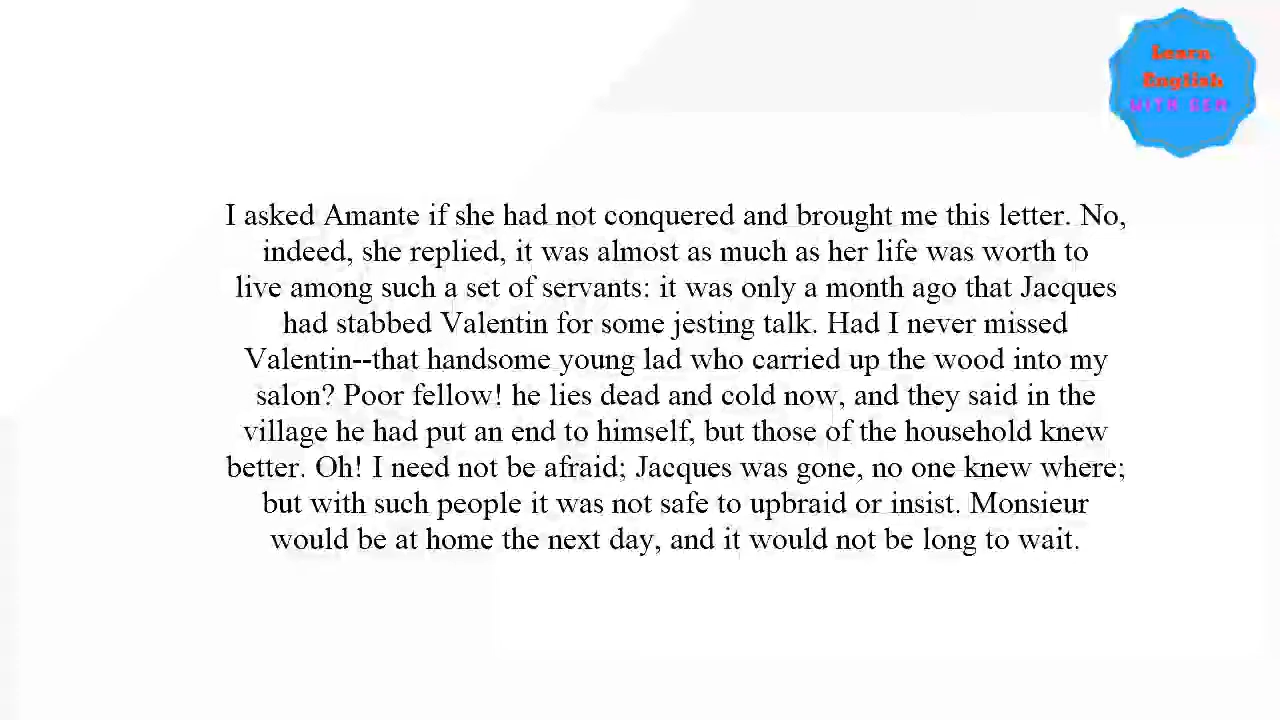 Learn
English
WITH GEM
I asked Amante if she had not conquered and brought me this letter. No,
indeed, she replied, it was almost as much as her life was worth to
live among such a set of servants: it was only a month ago that Jacques
had stabbed Valentin for some jesting talk. Had I never missed
Valentin--that handsome young lad who carried up the wood into my
salon? Poor fellow! he lies dead and cold now, and they said in the
village he had put an end to himself, but those of the household knew
better. Oh! I need not be afraid; Jacques was gone, no one knew where;
but with such people it was not safe to upbraid or insist. Monsieur
would be at home the next day, and it would not be long to wait.